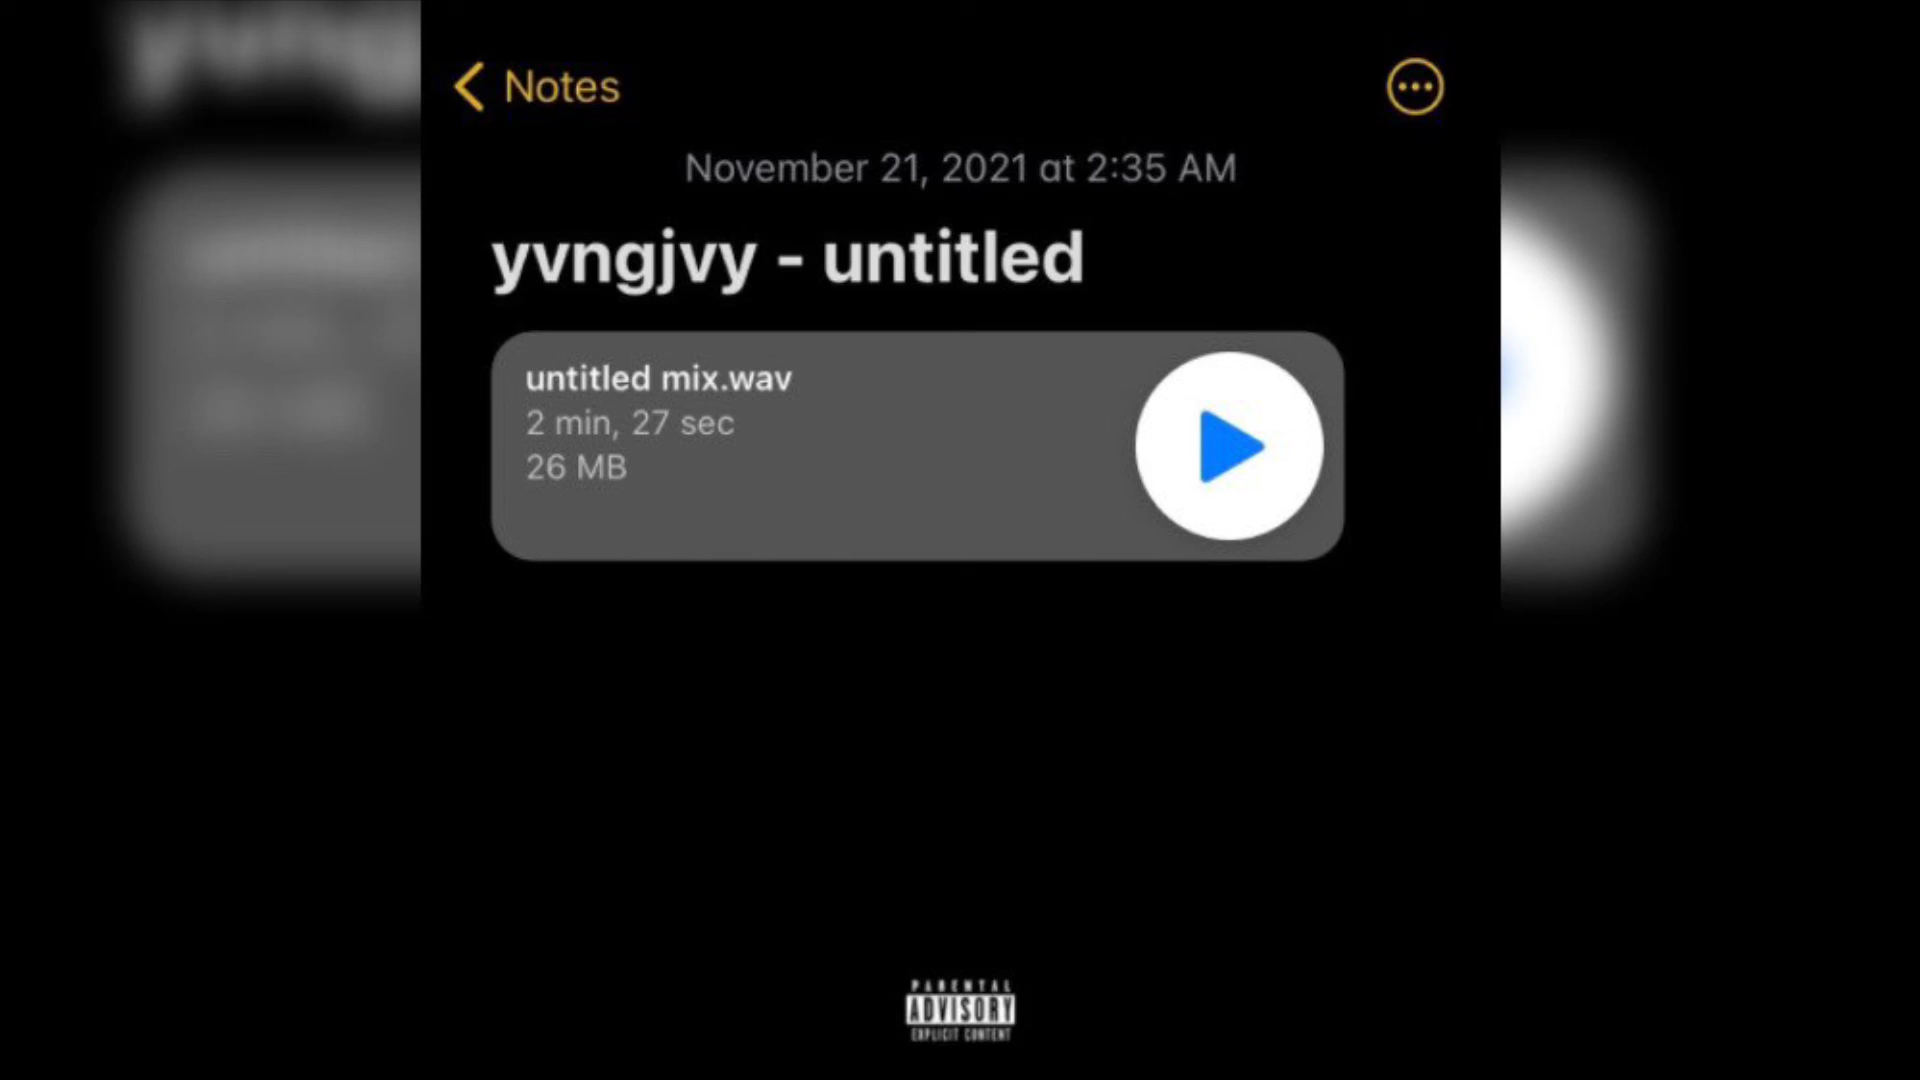 Notes
November 21, 2021 at 2:35 AM
yvngjvy - untitled
untitled mix.wav
2 min, 27 sec
26 MB
PARENTAL
ADVISORY
EXPLICIT CONTENT